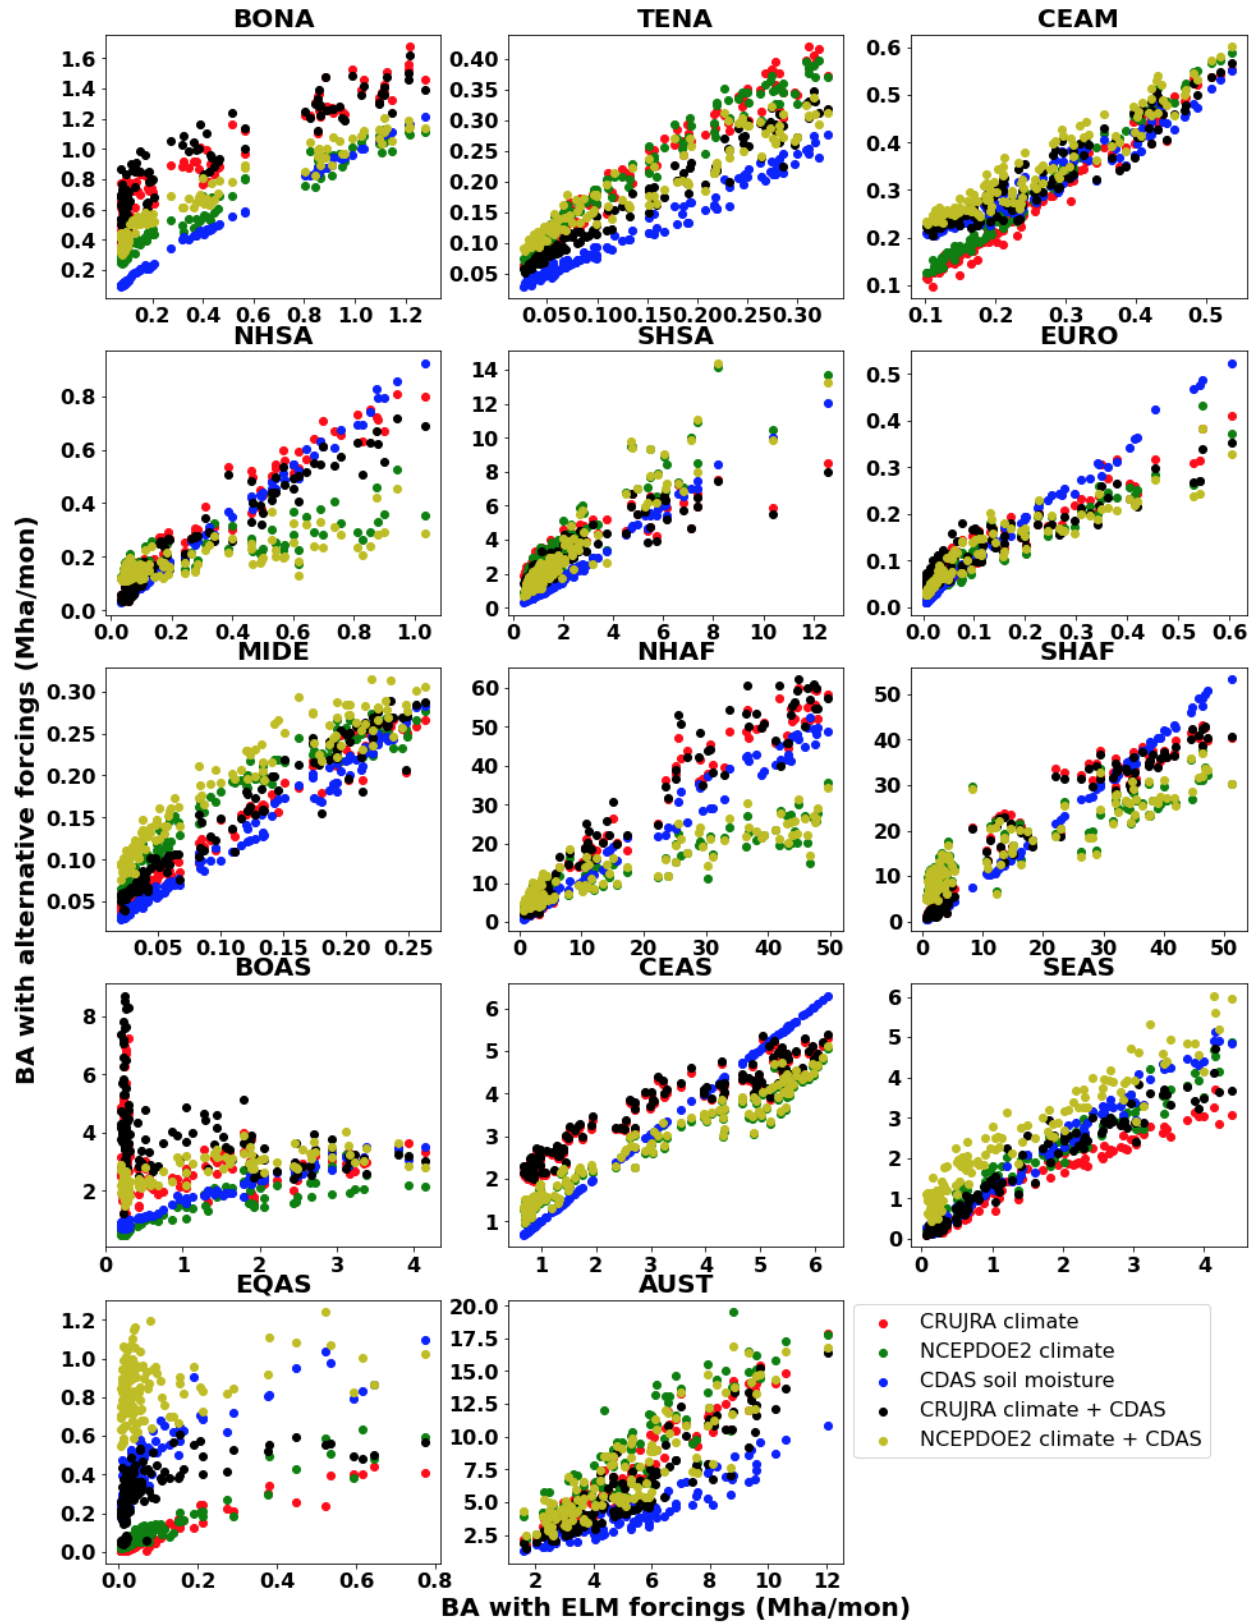 BONA
TENA
CEAM
1.6
1.4
1.2
1.0
0.8
0.6
0.4
0.2
0.2 0.4 0.6 0.8 1.0 1.2
0.40
0.35
0.30
0.25
0.20
0.15
0.10
0.05
0.05 0.10 0.15 0.20 0.25 0.30
0.6
0.5
0.4
0.3
0.2
0.1
0.1 0.2 0.3 0.4 0.5
NHSA
SHSA
EURO
0.8
0.6
0.4
0.2
0.0
0.0 0.2 0.4 0.6 0.8 1.0
14
12
10
8
6
4
2
0
0 2 4 6 8 10 12
0.5
0.4
0.3
0.2
0.1
0.0
0.0 0.1 0.2 0.3 0.4 0.5 0.6
MIDE
NHAF
SHAF
0.30
0.25
0.20
0.15
0.10
0.05
0.05 0.10 0.15 0.20 0.25
60
50
40
30
20
10
0
0 10 20 30 40 50
50
40
30
20
10
0
0 10 20 30 40 50
BOAS
CEAS
SEAS
8
6
4
2
0 1 2 3 4
6
5
4
3
2
1
1 2 3 4 5 6
6
5
4
3
2
1
0
0 1 2 3 4
EQAS
AUST
1.2
1.0
0.8
0.6
0.4
0.2
0.0
0.0 0.2 0.4 0.6 0.8
20.0
17.5
15.0
12.5
10.0
7.5
5.0
2.5
2 4 6 8 10 12
CRUJRA climate
NCEPDOE2 climate
CDAS soil moisture
CRUJRA climate + CDAS
NCEPDOE2 climate + CDAS
BA with alternative forcings (Mha/mon)
BA with ELM forcings (Mha/mon)